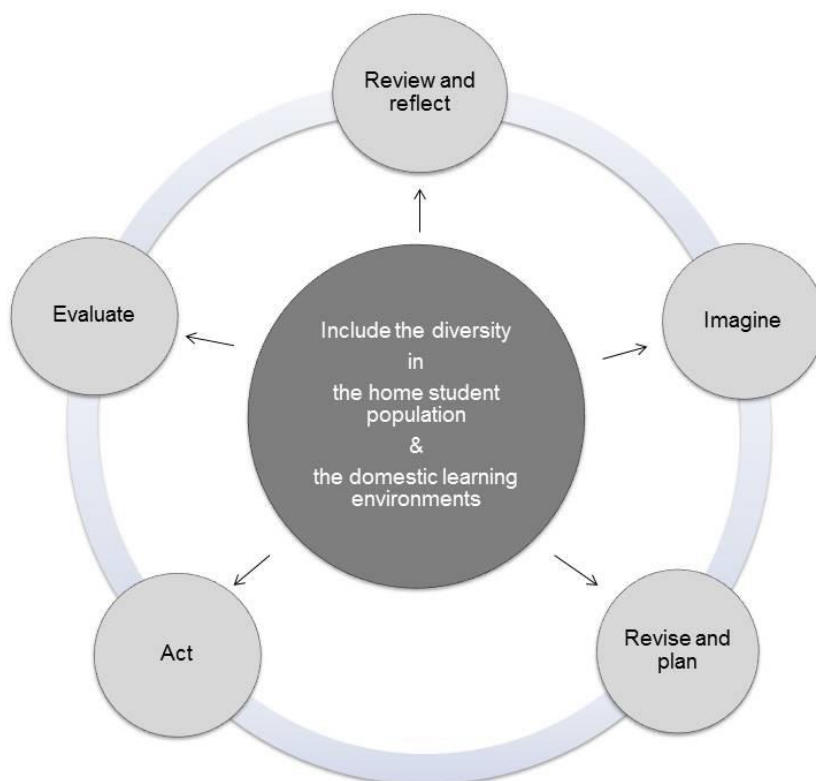 Review and
reflect
Imagine
Revise and
plan
Act
Evaluate
Include the diversity
in
the home student
population
&
the domestic learning
environments